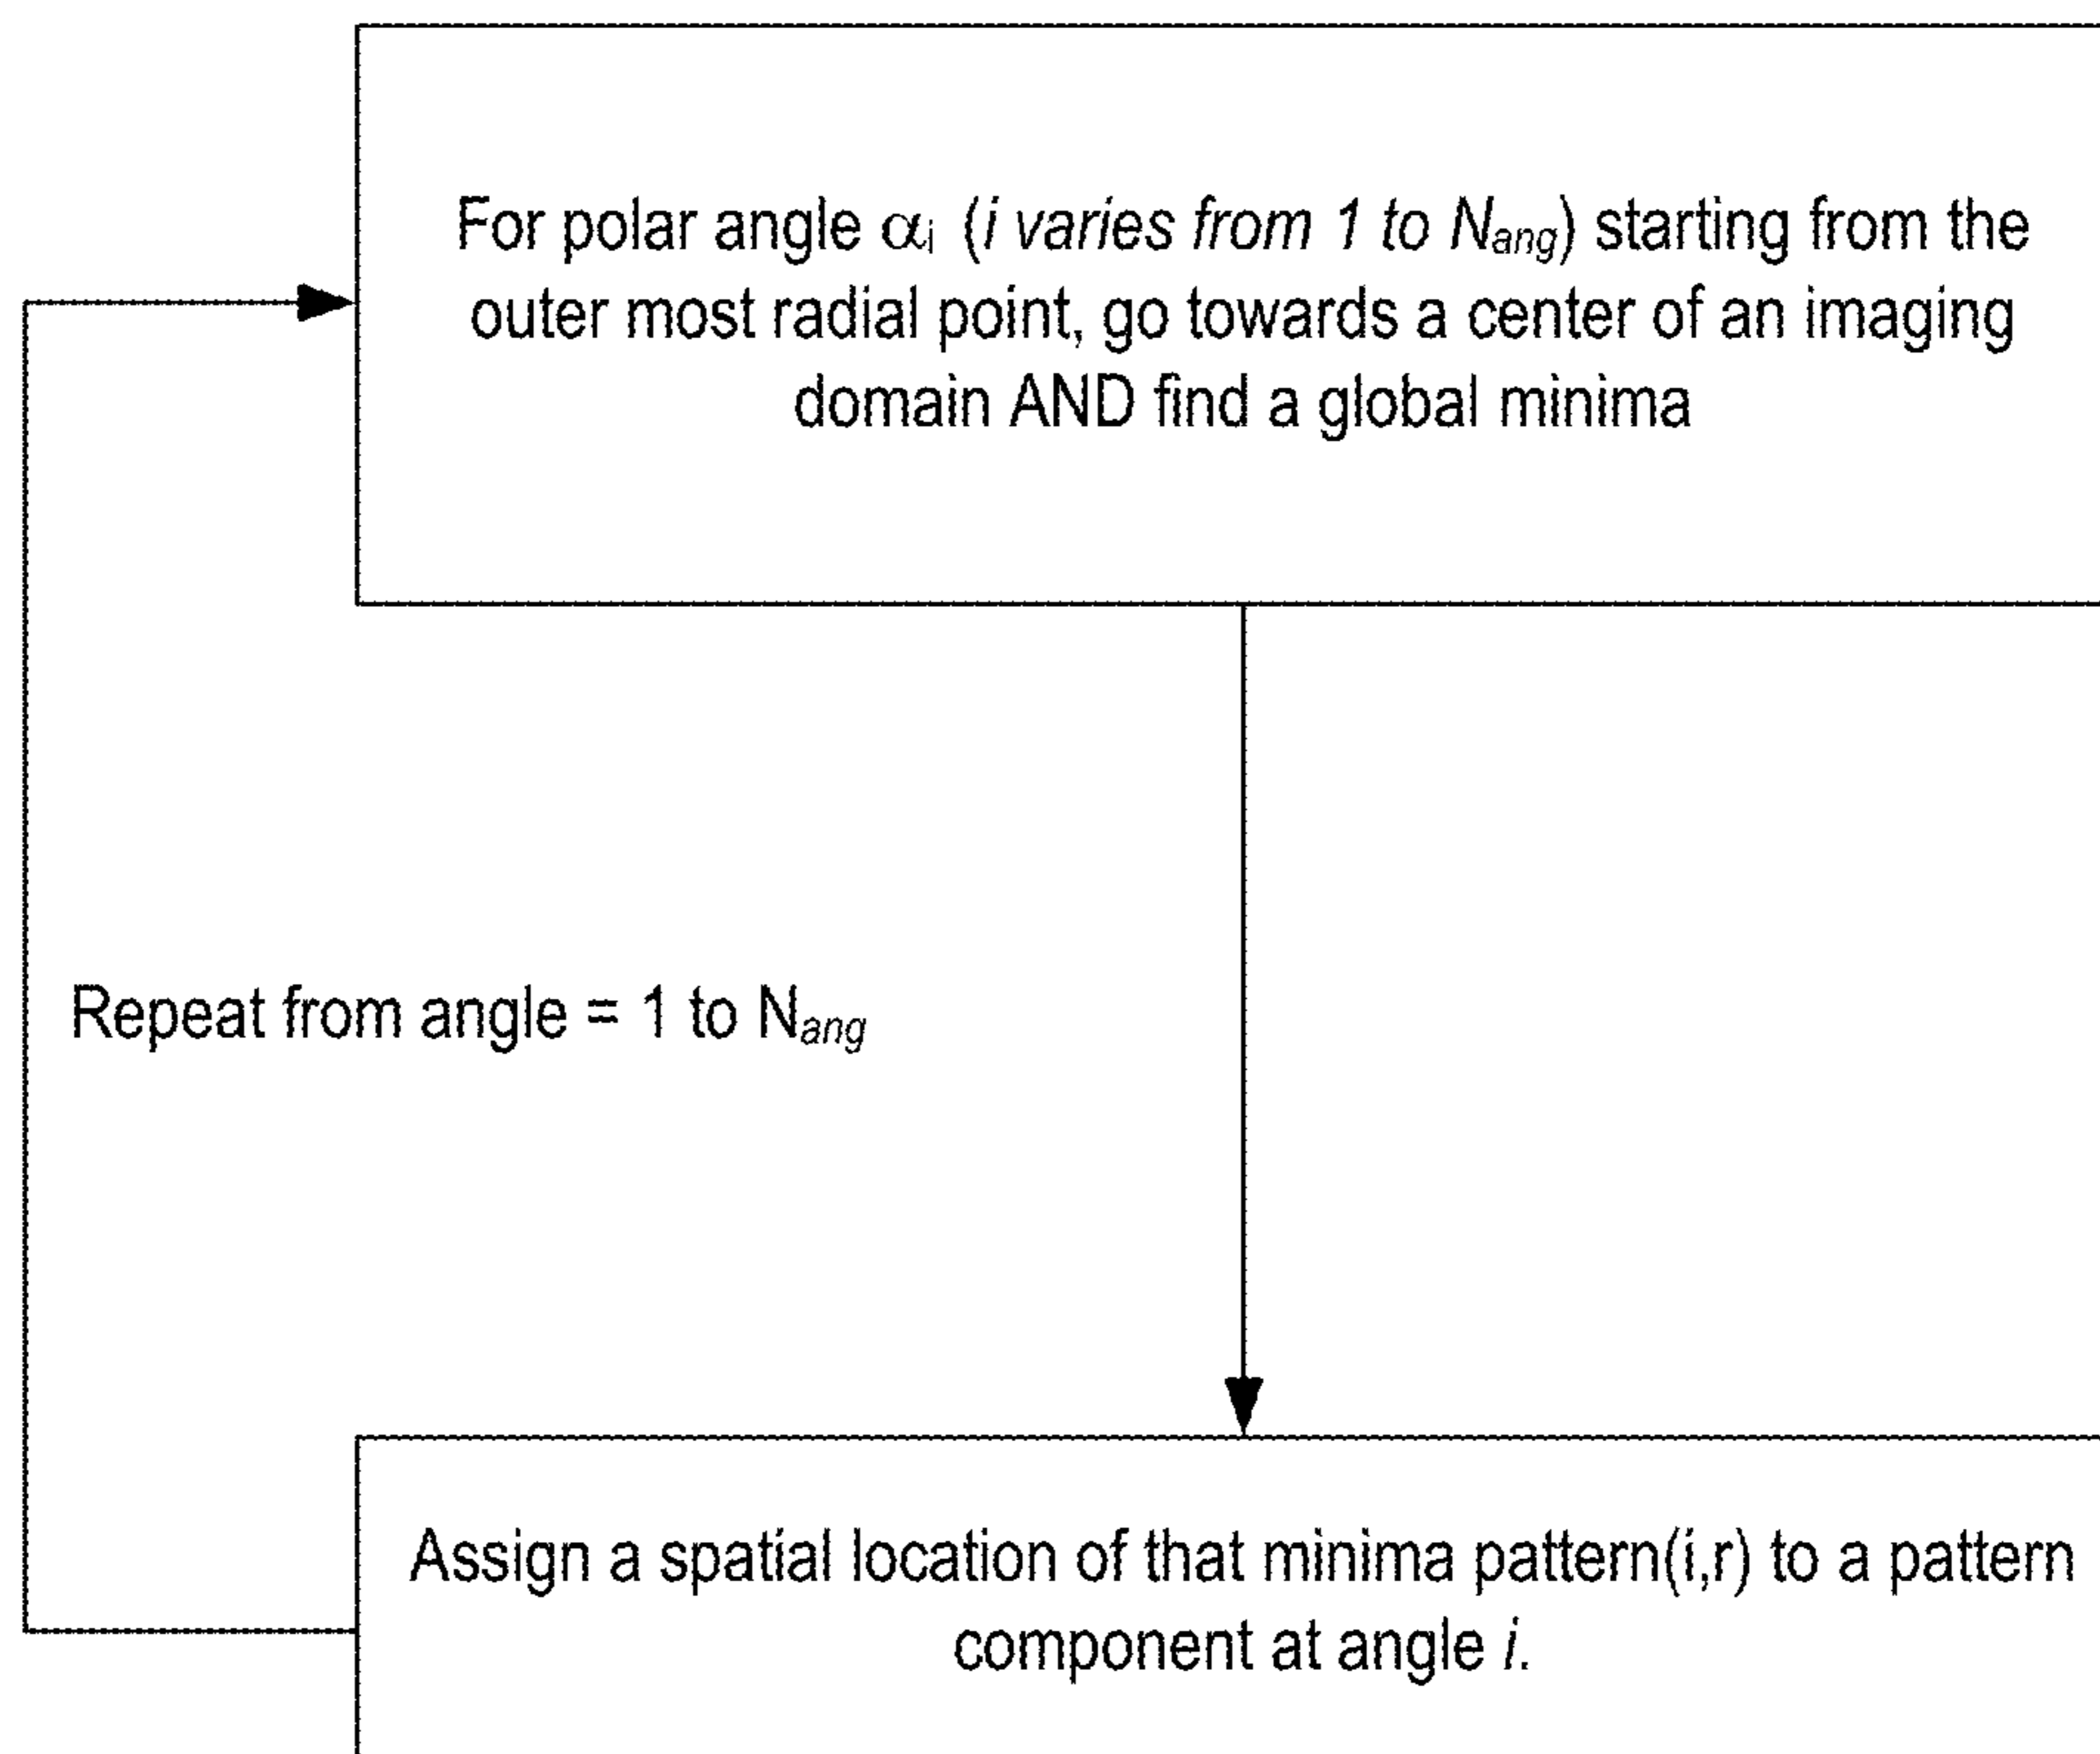 For polar angle αi (i varies from 1 to Nang) starting from the
outer most radial point, go towards a center of an imaging
domain AND find a global minima
Repeat from angle = 1 to Nang
Assign a spatial location of that minima pattern(i,r) to a pattern
component at angle i.